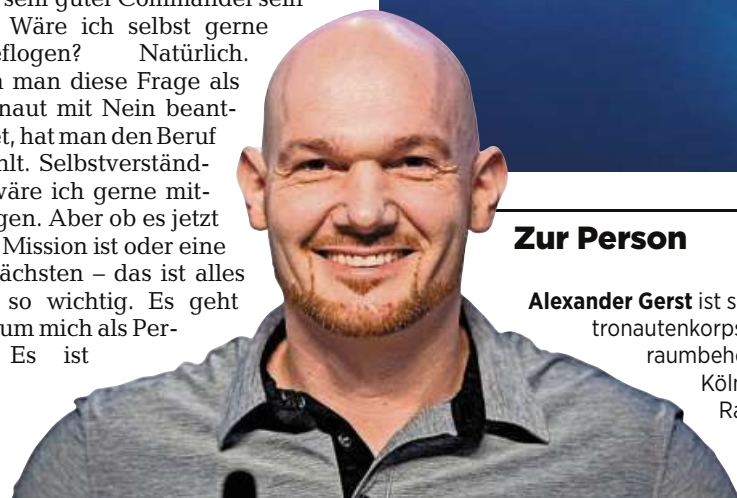 sehr guter Commander sein
Wäre ich selbst gerne
eflogen? Natürlich.
n man diese Frage als
naut mit Nein beant-
et, hat man den Beruf
hlt. Selbstverständ-
wäre ich gerne mit-
gen. Aber ob es jetzt
Mission ist oder eine
ächsten – das ist alles
so wichtig. Es geht
um mich als Per-
Es ist
Zur Person
Alexander Gerst ist s
tronautenkorps
raumbehö
Köln
Ra